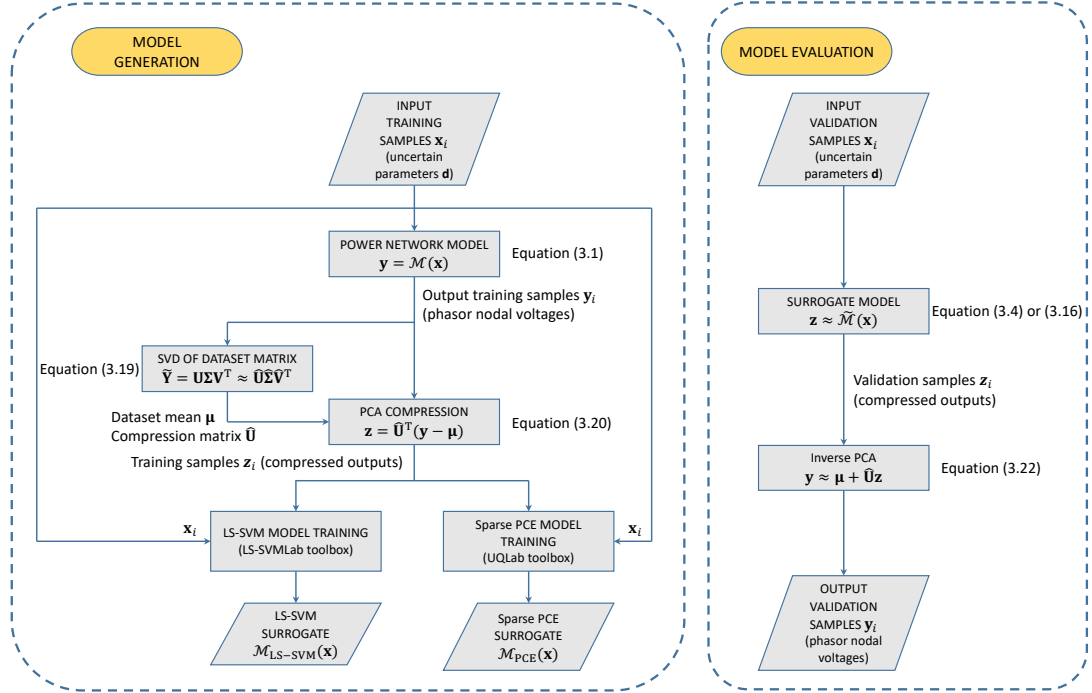 MODEL
GENERATION
INPUT
TRAINING
SAMPLES 𝐱ᵢ
(uncertain
parameters 𝐝)
POWER NETWORK MODEL
𝐲 = ℳ(𝐱)
Equation (3.1)
Output training samples 𝐲ᵢ
(phasor nodal voltages)
Equation (3.19)
SVD OF DATASET MATRIX
𝐘̃ = 𝐔𝚺𝐕ᵀ ≈ 𝐔̂𝚺̂𝐕̂ᵀ
Dataset mean 𝛍
Compression matrix 𝐔̂
PCA COMPRESSION
𝐳 = 𝐔̂ᵀ(𝐲 − 𝛍)
Equation (3.20)
Training samples 𝒛ᵢ (compressed outputs)
𝐱ᵢ
LS-SVM MODEL TRAINING
(LS-SVMLab toolbox)
Sparse PCE MODEL
TRAINING
(UQLab toolbox)
𝐱ᵢ
LS-SVM
SURROGATE
ℳ_LS−SVM(𝐱)
Sparse PCE
SURROGATE
ℳ_PCE(𝐱)
MODEL EVALUATION
INPUT
VALIDATION
SAMPLES 𝐱ᵢ
(uncertain
parameters 𝐝)
SURROGATE MODEL
𝐳 ≈ ℳ̃(𝐱)
Equation (3.4) or (3.16)
Validation samples 𝒛ᵢ
(compressed outputs)
Inverse PCA
𝐲 ≈ 𝛍 + 𝐔̂𝐳
Equation (3.22)
OUTPUT
VALIDATION
SAMPLES 𝐲ᵢ
(phasor nodal
voltages)